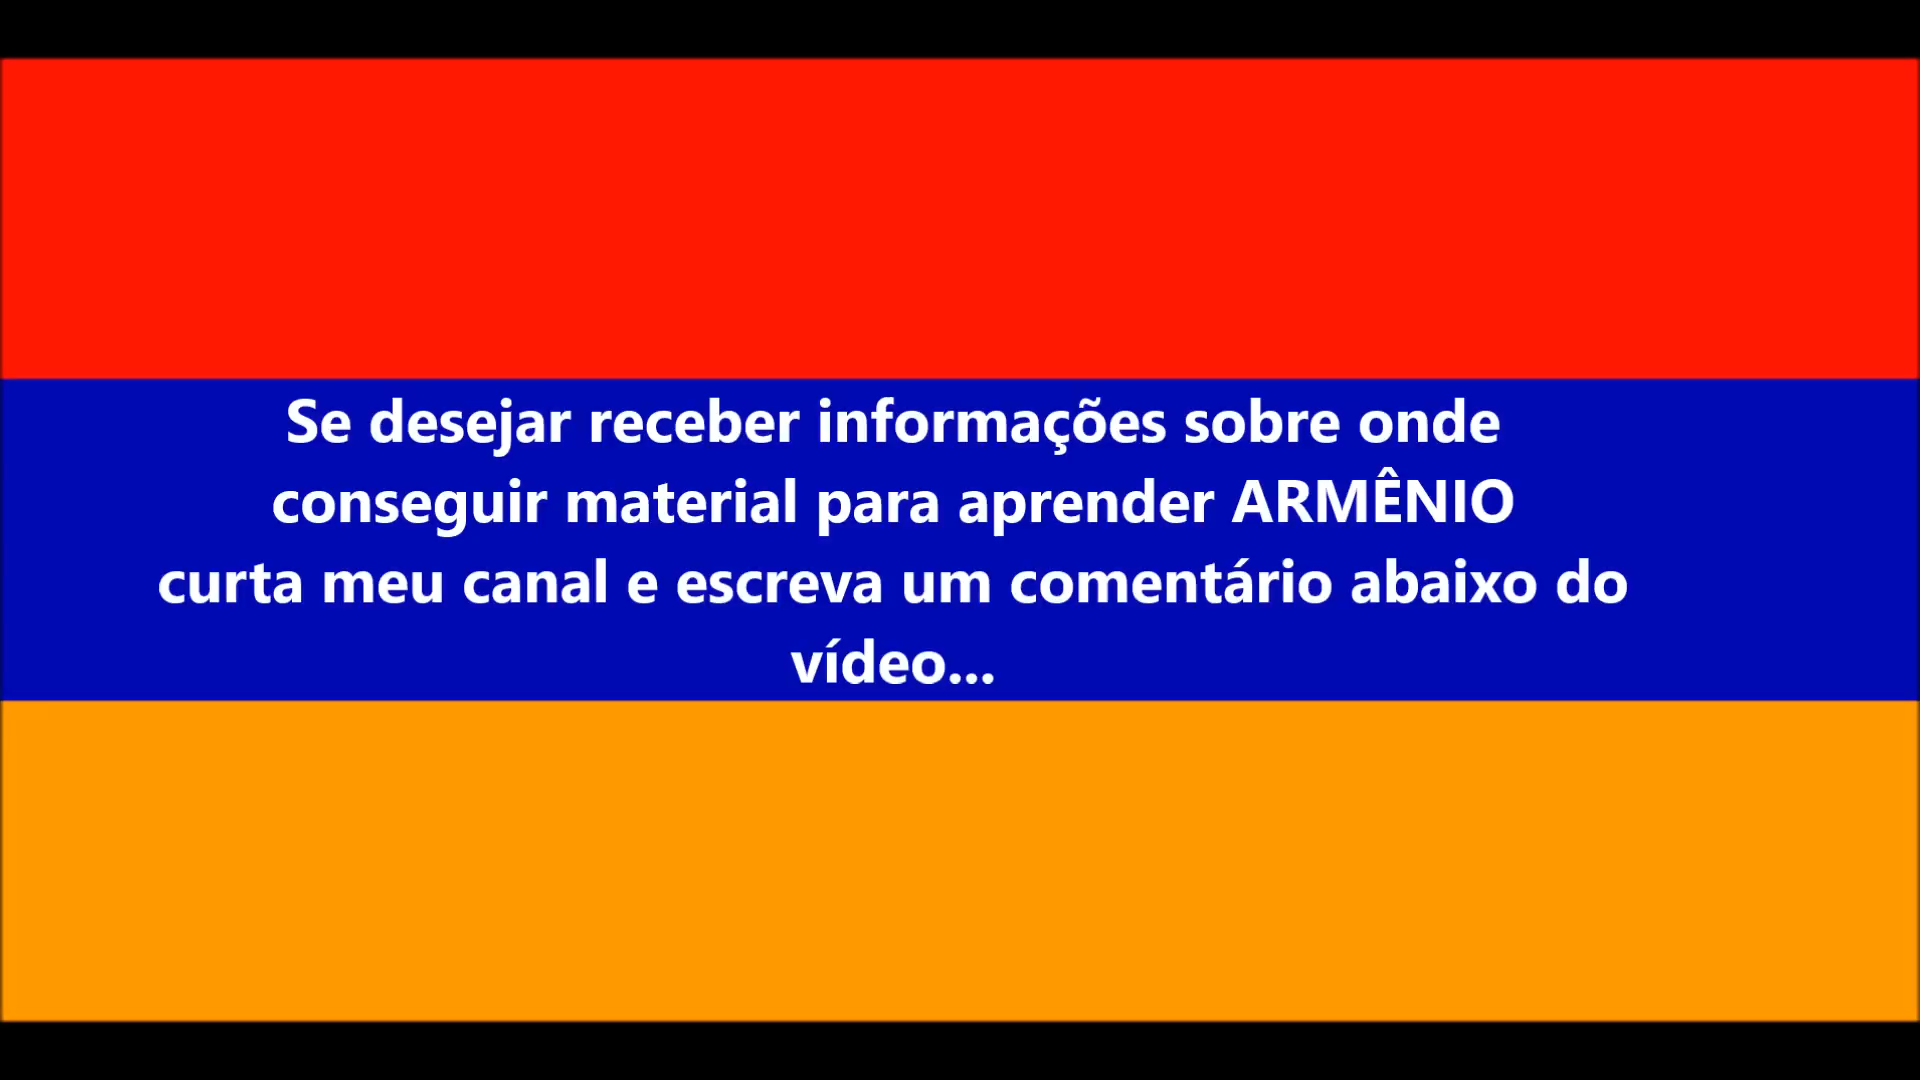 Se desejar receber informações sobre onde
conseguir material para aprender ARMÊNIO
curta meu canal e escreva um comentário abaixo do
vídeo...